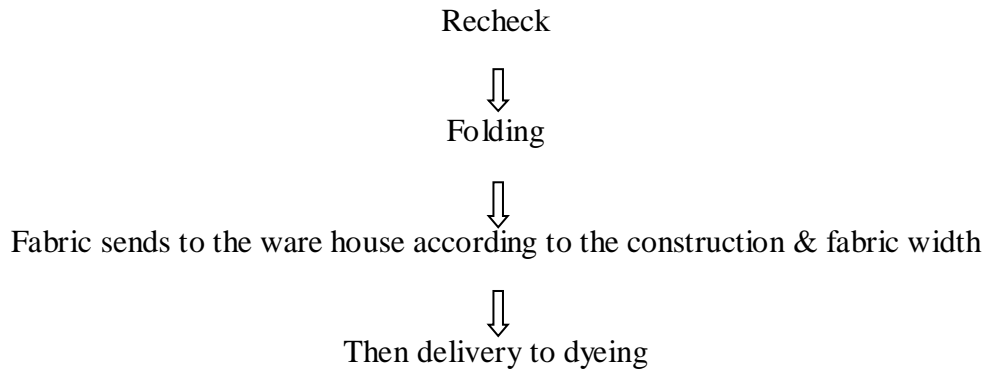 Recheck
Folding
Fabric sends to the ware house according to the construction & fabric width
Then delivery to dyeing